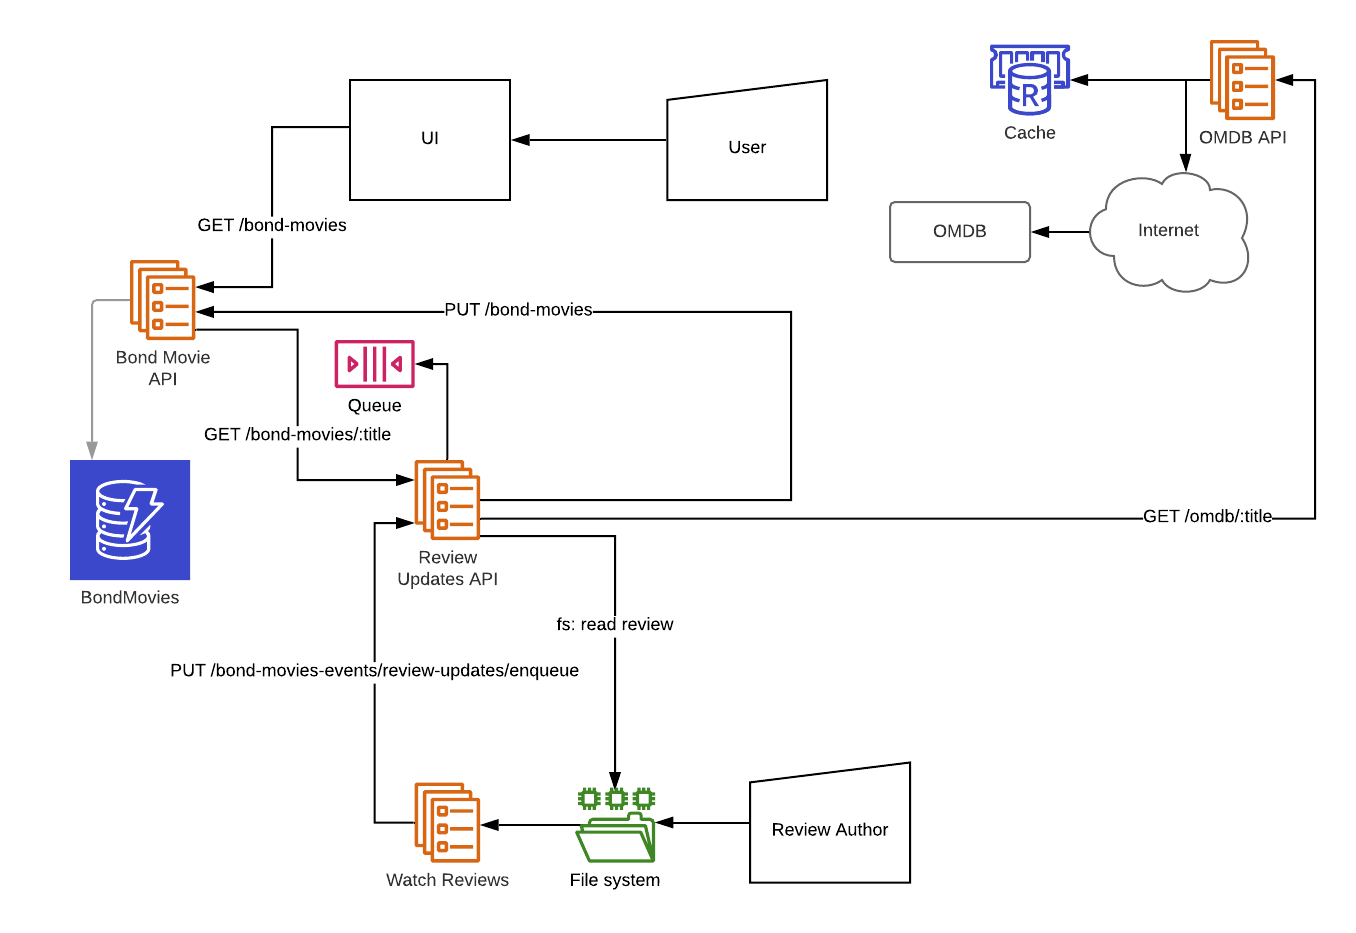 Cache
OMDB API
UI
User
GET /bond-movies
OMDB
Internet
PUT /bond-movies
Bond Movie
API
Queue
GET /bond-movies/:title
GET /omdb/:title
Review
Updates API
BondMovies
fs: read review
PUT /bond-movies-events/review-updates/enqueue
Review Author
Watch Reviews
File system
R